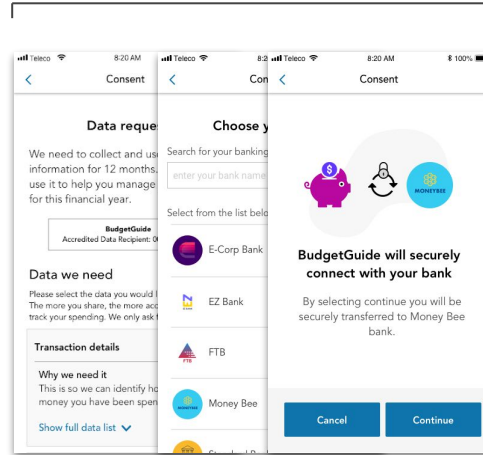 Teleco 8:20 AM
Consent
Data reque
We need to collect and us
information for 12 months.
use it to help you manage
for this financial year.
BudgetGuide
Accredited Data Recipient: 0
Data we need
Please select the data you would l
The more you share, the more acc
track your spending. We only ask f
Transaction details
Why we need it
This is so we can identify ho
money you have been spen
Show full data list
Teleco 8:2
Con
Choose y
Search for your banking
enter your bank name
Select from the list belo
E-Corp Bank
EZ Bank
FTB
FTB
MONEYBEE
Money Bee
Teleco 8:20 AM 100%
Consent
MONEYBEE
BudgetGuide will securely
connect with your bank
By selecting continue you will be
securely transferred to Money Bee
bank.
Cancel
Continue